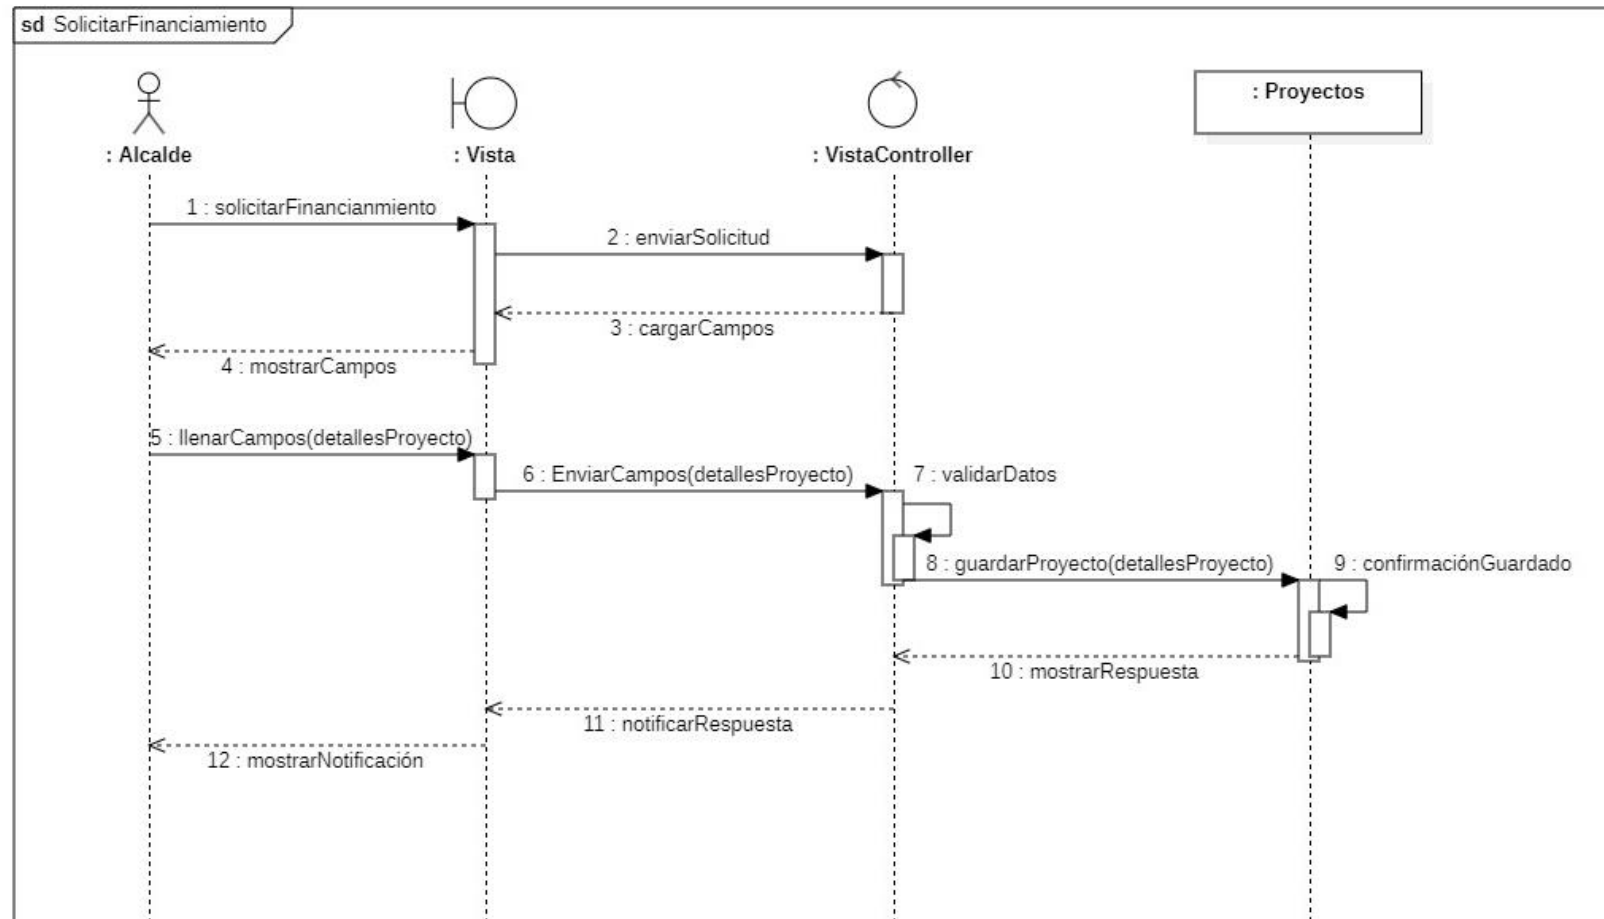 sd SolicitarFinanciamiento
: Alcalde
: Vista
: VistaController
: Proyectos
1 : solicitarFinancianmiento
2 : enviarSolicitud
3 : cargarCampos
4 : mostrarCampos
5 : llenarCampos(detallesProyecto)
6 : EnviarCampos(detallesProyecto)
7 : validarDatos
8 : guardarProyecto(detallesProyecto)
9 : confirmaciónGuardado
10 : mostrarRespuesta
11 : notificarRespuesta
12 : mostrarNotificación